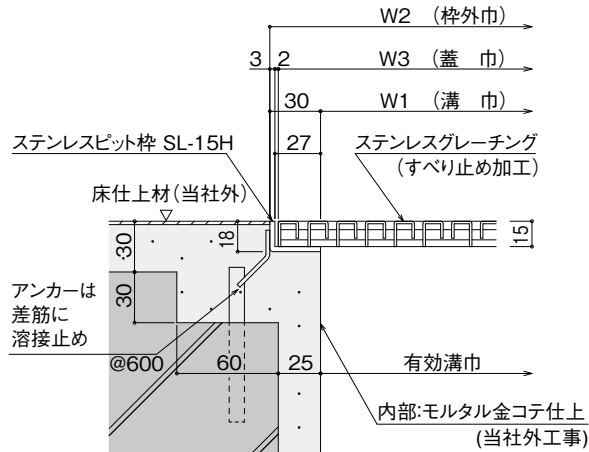 W2 (枠外巾)
3 2 W3 (蓋 巾)
30 W1 (溝 巾)
ステンレスピット枠 SL-15H
27
ステンレスグレーチング
(すべり止め加工)
床仕上材(当社外)
18
15
30
30
アンカーは
差筋に
溶接止め
@600
60
25
有効溝巾
内部:モルタル金コテ仕上
(当社外工事)